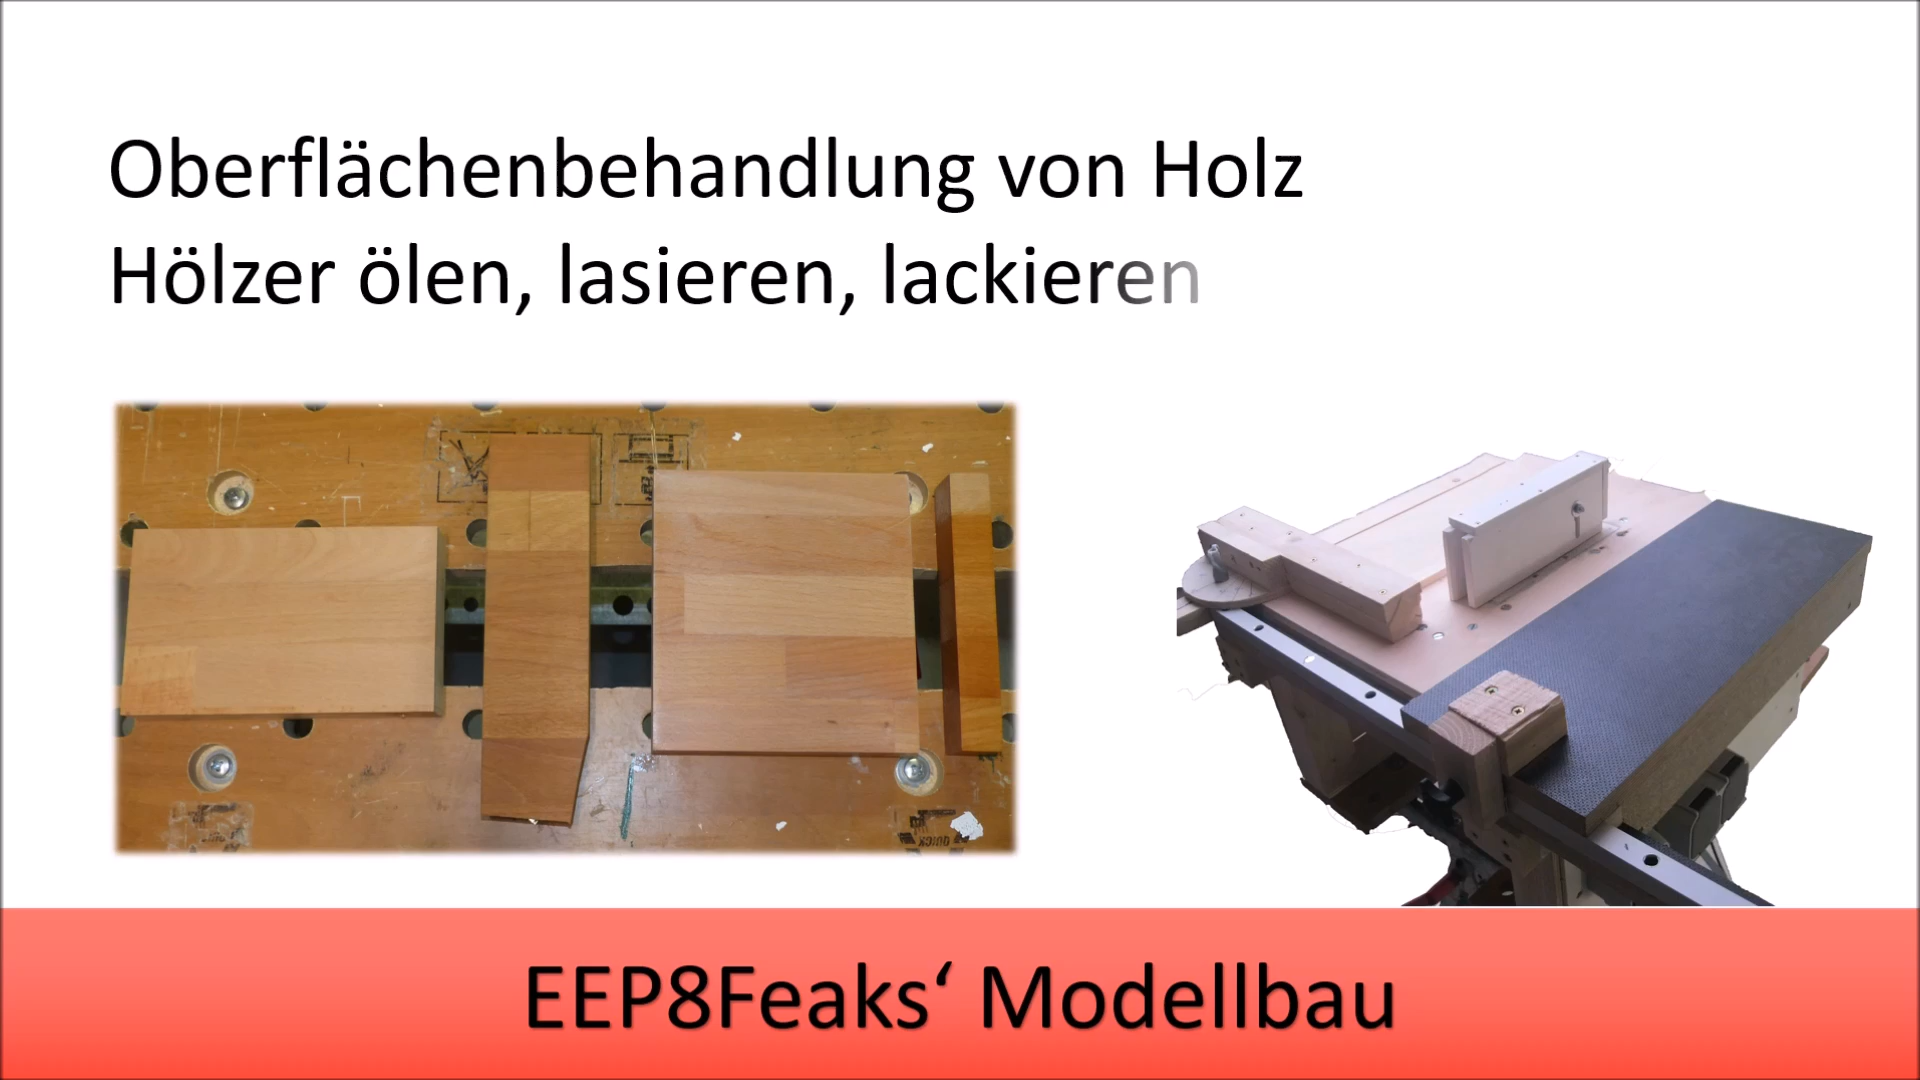 Oberflächenbehandlung von Holz
Hölzer ölen, lasieren, lackieren
EEP8Feaks‘ Modellbau